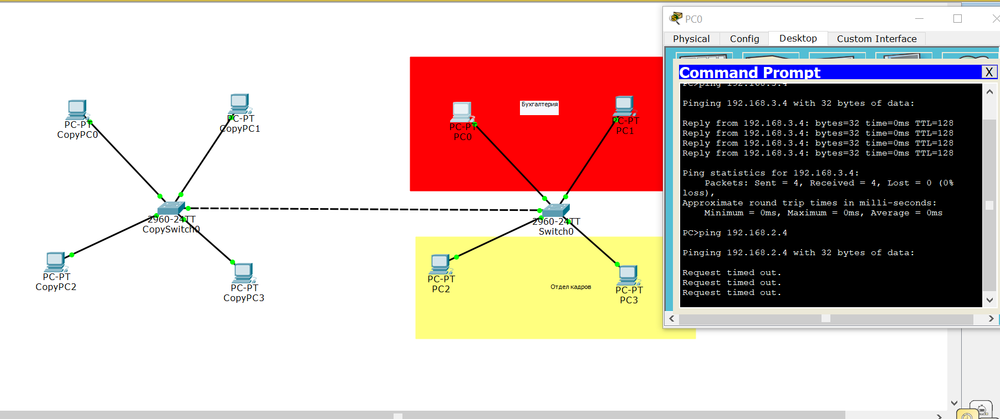 PC0
Physical
Config
Desktop
Custom Interface
Command Prompt
X
PC>ping 192.168.3.4
Pinging 192.168.3.4 with 32 bytes of data:
Reply from 192.168.3.4: bytes=32 time=0ms TTL=128
Reply from 192.168.3.4: bytes=32 time=0ms TTL=128
Reply from 192.168.3.4: bytes=32 time=0ms TTL=128
Reply from 192.168.3.4: bytes=32 time=0ms TTL=128
Ping statistics for 192.168.3.4:
Packets: Sent = 4, Received = 4, Lost = 0 (0%
loss),
Approximate round trip times in milli-seconds:
Minimum = 0ms, Maximum = 0ms, Average = 0ms
PC>ping 192.168.2.4
Pinging 192.168.2.4 with 32 bytes of data:
Request timed out.
Request timed out.
Request timed out.
PC-PT
CopyPC0
PC-PT
CopyPC1
Бухгалтерия
PC-PT
PC0
PC-PT
PC1
2960-24TT
CopySwitch0
2960-24TT
Switch0
PC-PT
CopyPC2
PC-PT
CopyPC3
PC-PT
PC2
Отдел кадров
PC-PT
PC3